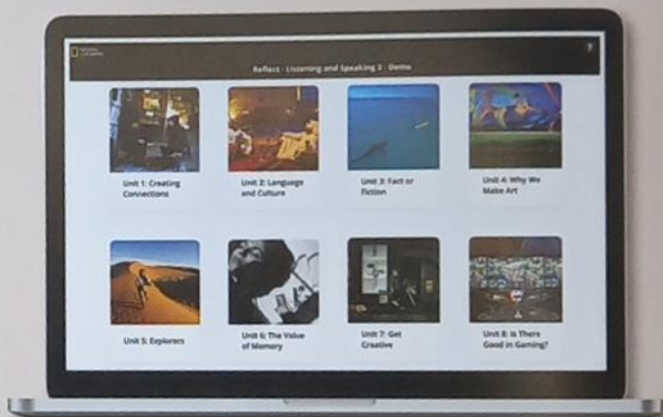 NATIONAL
GEOGRAPHIC
Reflect · Listening and Speaking 3 · Demo
?
Unit 1: Creating
Connections
Unit 2: Language
and Culture
Unit 3: Fact or
Fiction
Unit 4: Why We
Make Art
Unit 5: Explorers
Unit 6: The Value
of Memory
Unit 7: Get
Creative
Unit 8: Is There
Good in Gaming?